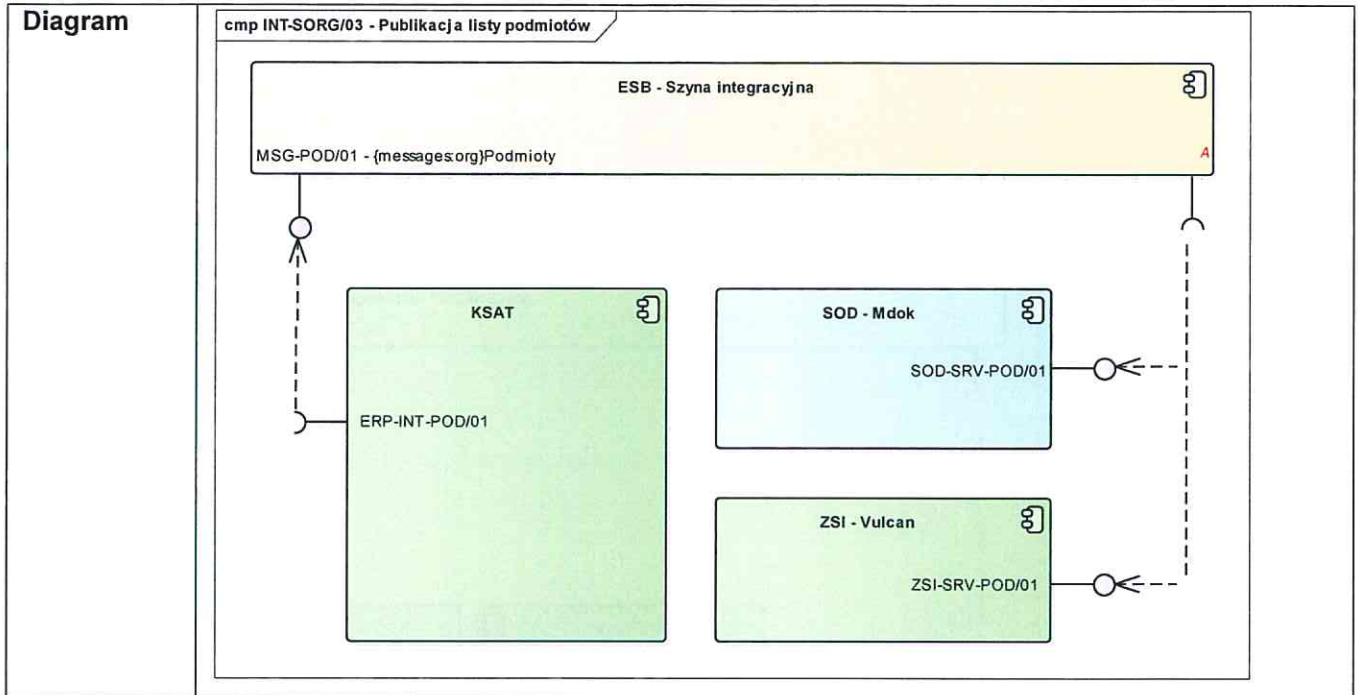 Diagram
cmp INT-SORG/03 - Publikacja listy podmiotów
ESB - Szyna integracyjna
MSG-POD/01 - {messages:org}Podmioty
A
KSAT
ERP-INT-POD/01
SOD - Mdok
SOD-SRV-POD/01
ZSI - Vulcan
ZSI-SRV-POD/01